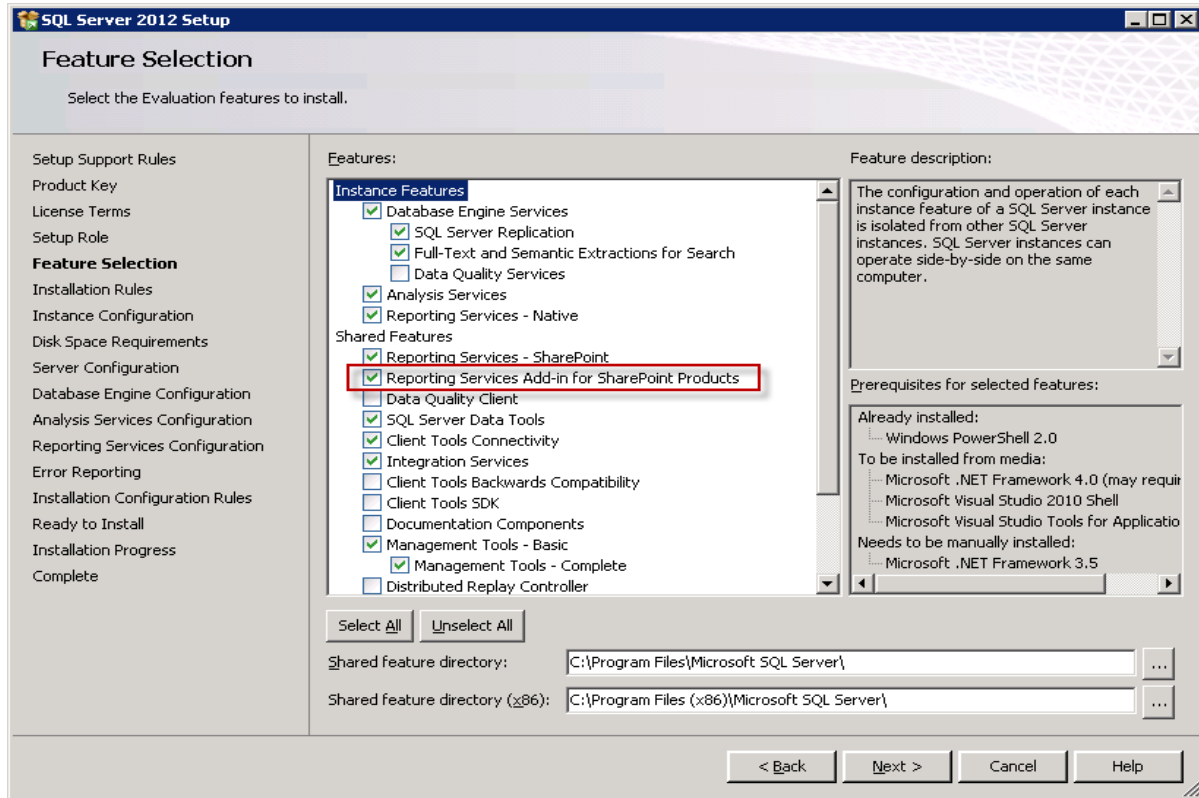 SQL Server 2012 Setup
Feature Selection
Select the Evaluation features to install.
Setup Support Rules
Product Key
License Terms
Setup Role
Feature Selection
Installation Rules
Instance Configuration
Disk Space Requirements
Server Configuration
Database Engine Configuration
Analysis Services Configuration
Reporting Services Configuration
Error Reporting
Installation Configuration Rules
Ready to Install
Installation Progress
Complete
Features:
Instance Features
Database Engine Services
SQL Server Replication
Full-Text and Semantic Extractions for Search
Data Quality Services
Analysis Services
Reporting Services - Native
Shared Features
Reporting Services - SharePoint
Reporting Services Add-in for SharePoint Products
Data Quality Client
SQL Server Data Tools
Client Tools Connectivity
Integration Services
Client Tools Backwards Compatibility
Client Tools SDK
Documentation Components
Management Tools - Basic
Management Tools - Complete
Distributed Replay Controller
Feature description:
The configuration and operation of each
instance feature of a SQL Server instance
is isolated from other SQL Server
instances. SQL Server instances can
operate side-by-side on the same
computer.
Prerequisites for selected features:
Already installed:
Windows PowerShell 2.0
To be installed from media:
Microsoft .NET Framework 4.0 (may requir
Microsoft Visual Studio 2010 Shell
Microsoft Visual Studio Tools for Applicatio
Needs to be manually installed:
Microsoft .NET Framework 3.5
Select All
Unselect All
Shared feature directory:
C:\Program Files\Microsoft SQL Server\
...
Shared feature directory (x86):
C:\Program Files (x86)\Microsoft SQL Server\
...
< Back
Next >
Cancel
Help